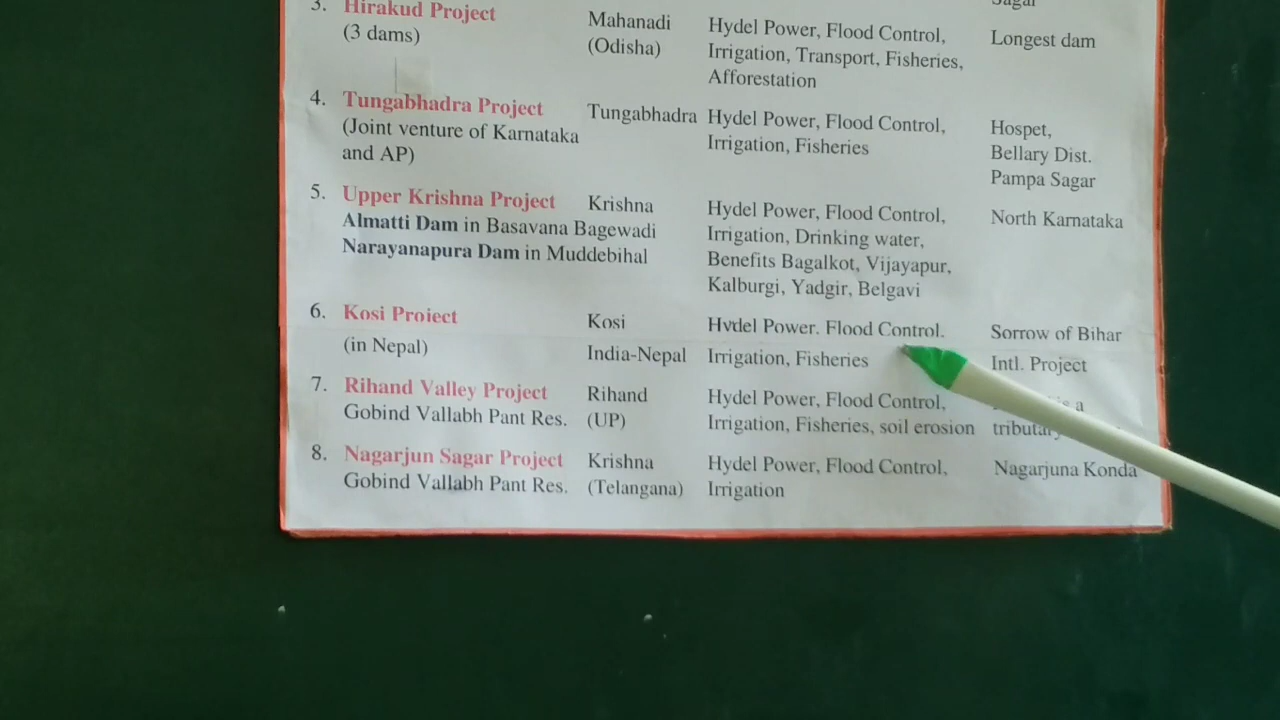 Sagar
3. Hirakud Project Mahanadi Hydel Power, Flood Control, Longest dam
(3 dams) (Odisha) Irrigation, Transport, Fisheries,
Afforestation
4. Tungabhadra Project Tungabhadra Hydel Power, Flood Control, Hospet,
(Joint venture of Karnataka Irrigation, Fisheries Bellary Dist.
and AP) Pampa Sagar
5. Upper Krishna Project Krishna Hydel Power, Flood Control, North Karnataka
Almatti Dam in Basavana Bagewadi Irrigation, Drinking water,
Narayanapura Dam in Muddebihal Benefits Bagalkot, Vijayapur,
Kalburgi, Yadgir, Belgavi
6. Kosi Project Kosi Hydel Power. Flood Control. Sorrow of Bihar
(in Nepal) India-Nepal Irrigation, Fisheries Intl. Project
7. Rihand Valley Project Rihand Hydel Power, Flood Control, a
Gobind Vallabh Pant Res. (UP) Irrigation, Fisheries, soil erosion
8. Nagarjun Sagar Project Krishna Hydel Power, Flood Control, Nagarjuna Konda
Gobind Vallabh Pant Res. (Telangana) Irrigation